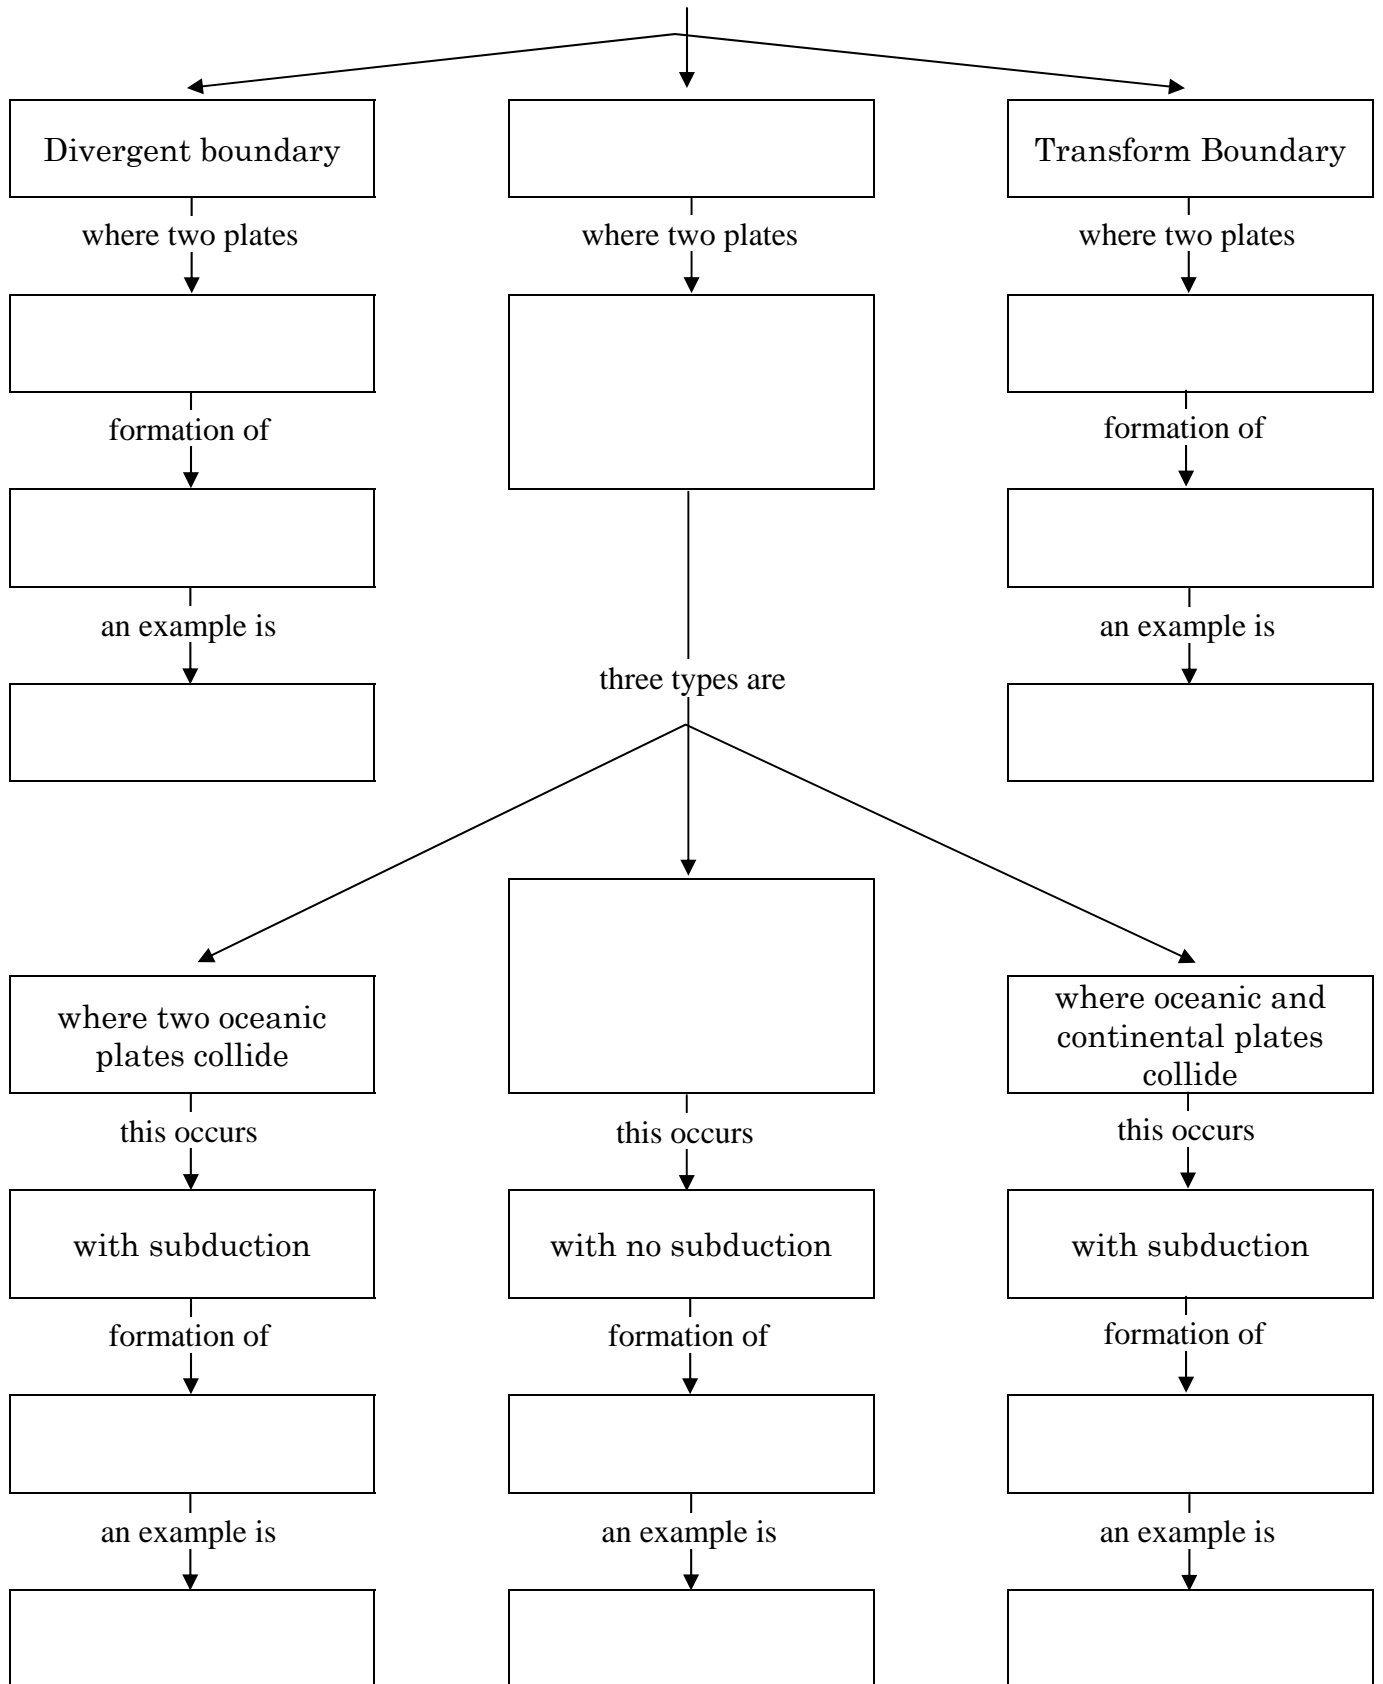 Divergent boundary
Transform Boundary
where two plates
where two plates
where two plates
formation of
formation of
an example is
an example is
three types are
where two oceanic
plates collide
where oceanic and
continental plates
collide
this occurs
this occurs
this occurs
with subduction
with no subduction
with subduction
formation of
formation of
formation of
an example is
an example is
an example is